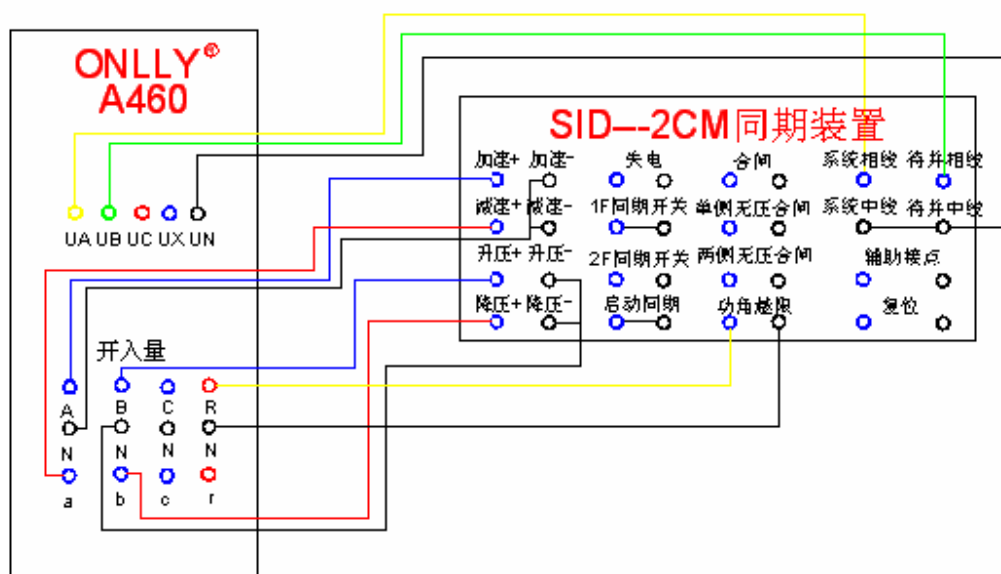 ONLLY®
A460
UA UB UC UX UN
开入量
A B C R
N N N N
a b c r
SID---2CM同期装置
加速+ 加速- 失电 合闸 系统相线 待并相线
减速+ 减速- 1F同期开关 单侧无压合闸 系统中线 待并中线
升压+ 升压- 2F同期开关 两侧无压合闸 辅助接点
降压+ 降压- 启动同期 功角越限 复位